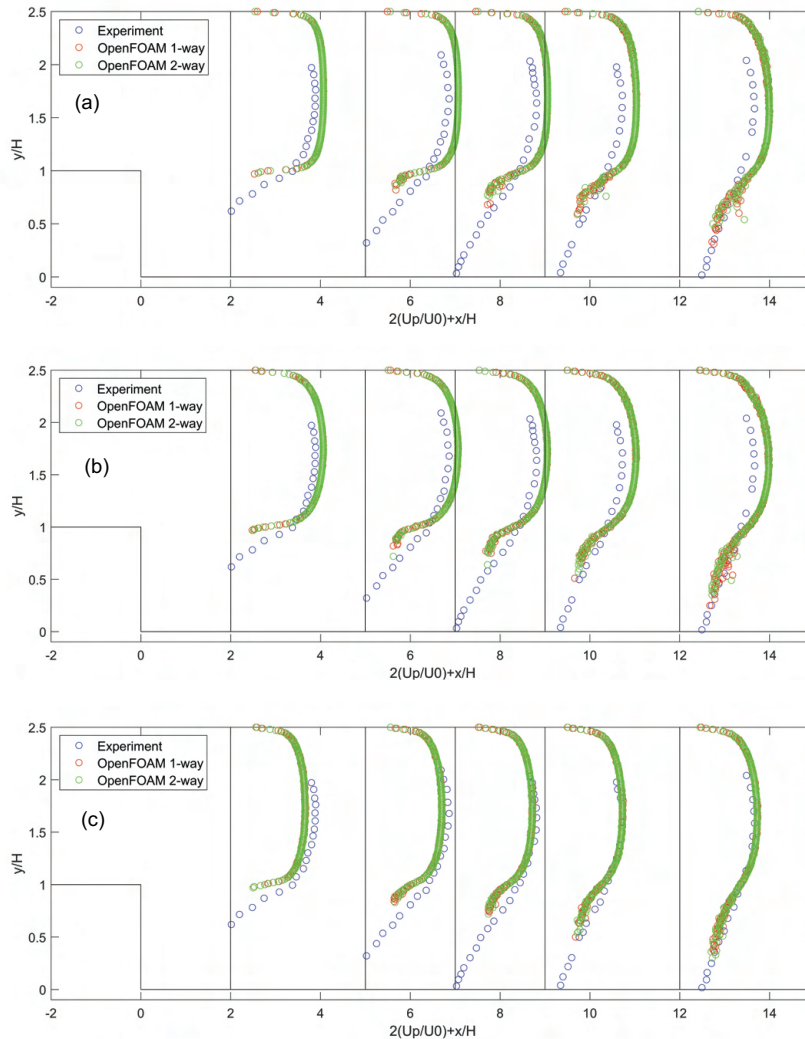 2.5
Experiment
OpenFOAM 1-way
OpenFOAM 2-way
2
(a)
1.5
y/H
1
0.5
0
-2 0 2 4 6 8 10 12 14
2(Up/U0)+x/H
2.5
Experiment
OpenFOAM 1-way
OpenFOAM 2-way
2
(b)
1.5
y/H
1
0.5
0
-2 0 2 4 6 8 10 12 14
2(Up/U0)+x/H
2.5
Experiment
OpenFOAM 1-way
OpenFOAM 2-way
2
(c)
1.5
y/H
1
0.5
0
-2 0 2 4 6 8 10 12 14
2(Up/U0)+x/H